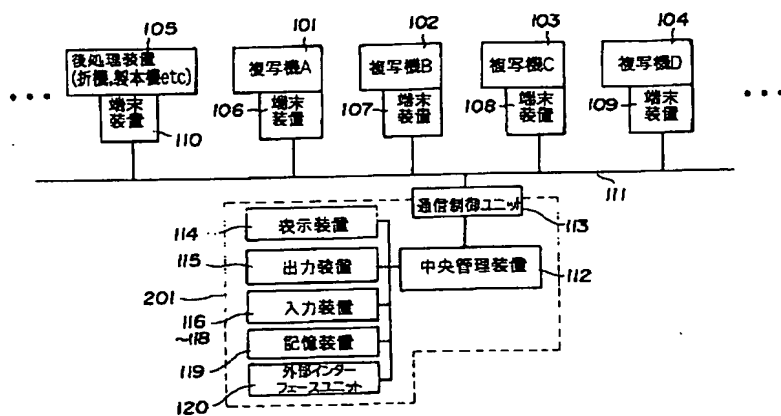 105
後処理装置
(折機,製本機etc)
端末
装置
110
101
複写機A
106
端末
装置
102
複写機B
107
端末
装置
103
複写機C
108
端末
装置
104
複写機D
109
端末
装置
111
通信制御ユニット
113
114
表示装置
115
出力装置
中央管理装置
112
201
116
~118
入力装置
119
記憶装置
120
外部インター
フェースユニット